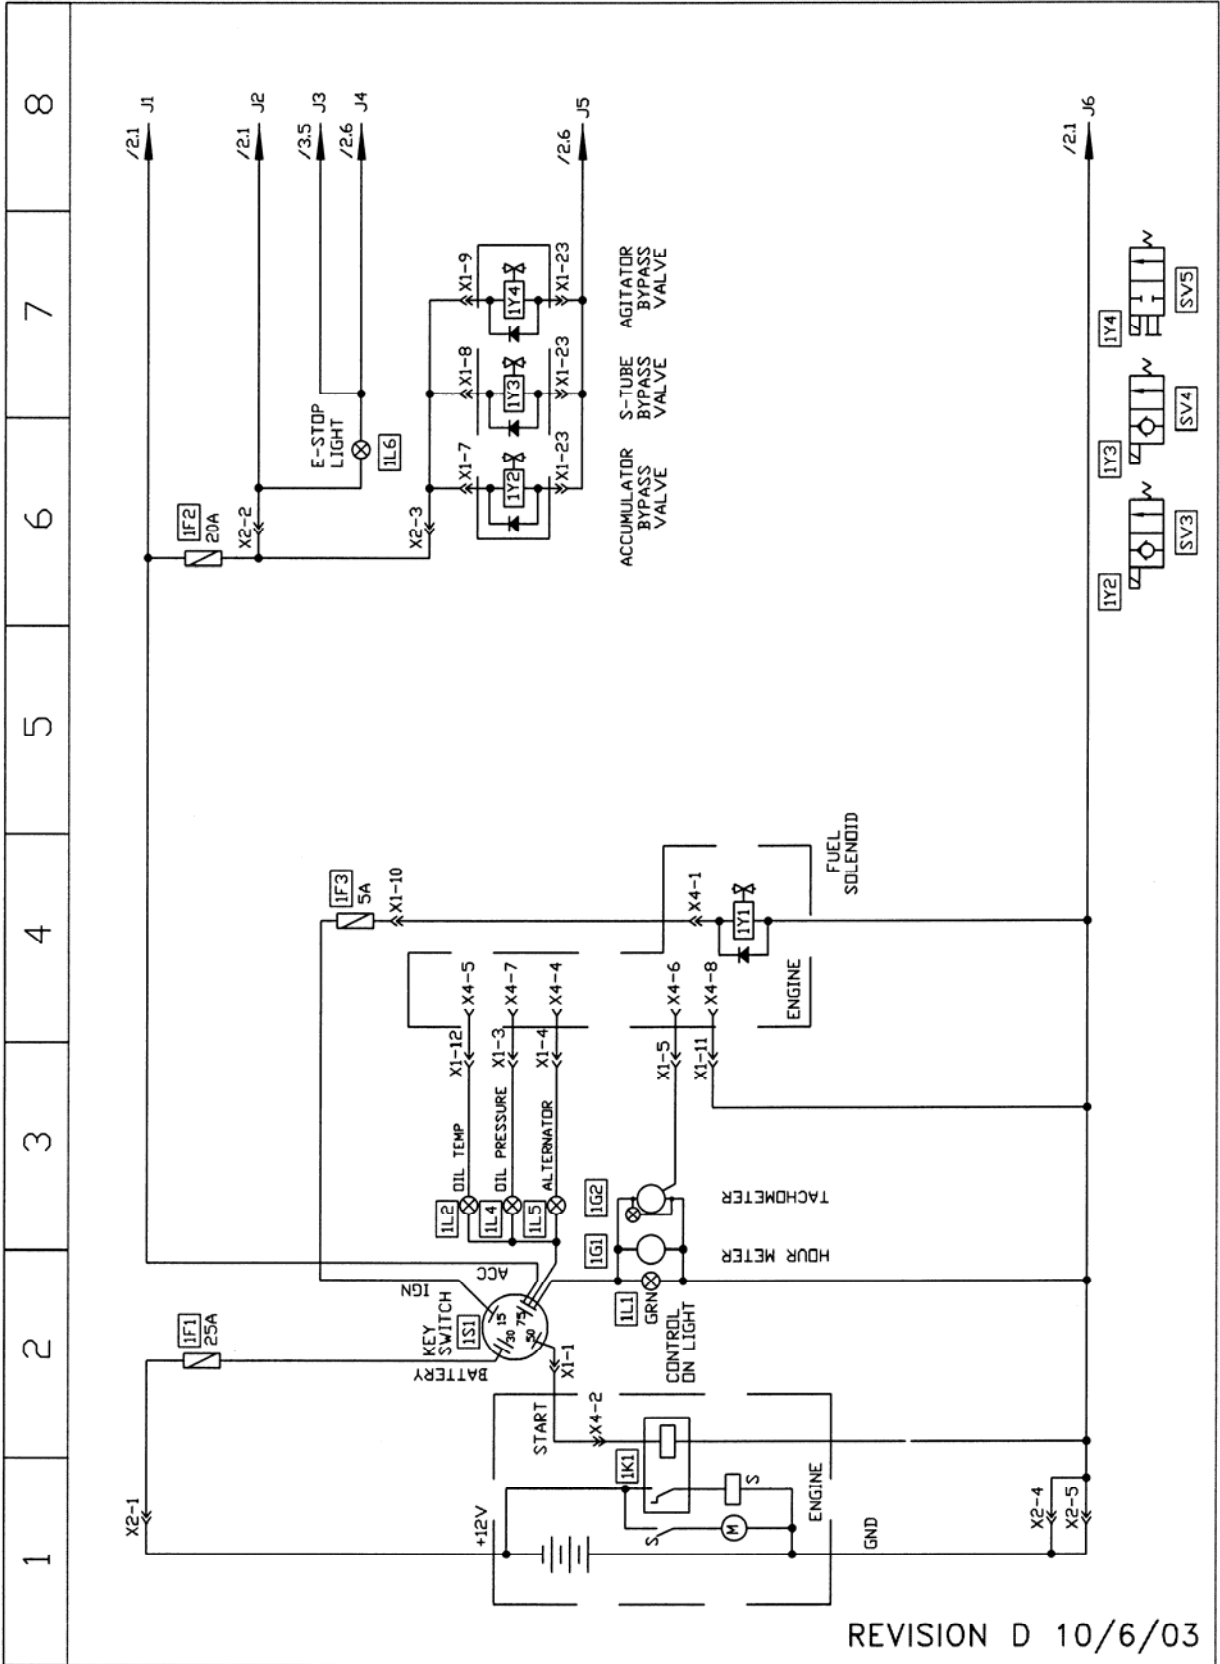 1
2
3
4
5
6
7
8
X2-1
+12V
1K1
S
S
M
ENGINE
GND
X2-4
X2-5
1F1
25A
BATTERY
KEY
SWITCH
1S1
15
30
75
50
IGN
ACC
START
X1-1
X4-2
CONTROL
ON LIGHT
1L1
GRN
1G1
HOUR METER
1G2
TACHOMETER
1L2
OIL TEMP
1L4
OIL PRESSURE
1L5
ALTERNATOR
X1-12
X1-3
X1-4
X1-5
X1-11
X4-5
X4-7
X4-4
X4-6
X4-8
ENGINE
1F3
5A
X1-10
X4-1
1Y1
FUEL
SOLENOID
1F2
20A
X2-2
X2-3
E-STOP
LIGHT
1L6
X1-7
1Y2
X1-23
ACCUMULATOR
BYPASS
VALVE
X1-8
1Y3
X1-23
S-TUBE
BYPASS
VALVE
X1-9
1Y4
X1-23
AGITATOR
BYPASS
VALVE
/2.1 J1
/2.1 J2
/3.5 J3
/2.6 J4
/2.6 J5
/2.1 J6
1Y2
SV3
1Y3
SV4
1Y4
SV5
REVISION D 10/6/03